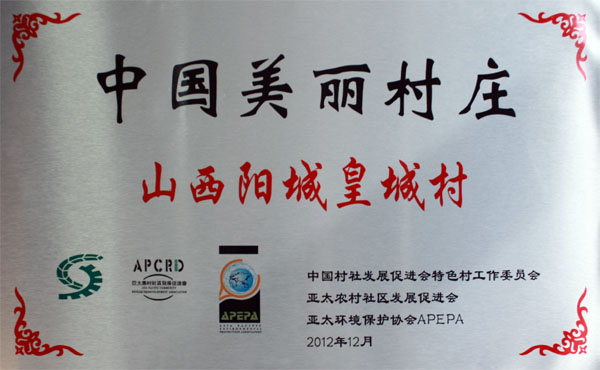 中国美丽村庄
山西阳城皇城村
APCRD
APEPA
中国村社发展促进会特色村工作委员会
亚太农村社区发展促进会
亚太环境保护协会APEPA
2012年12月